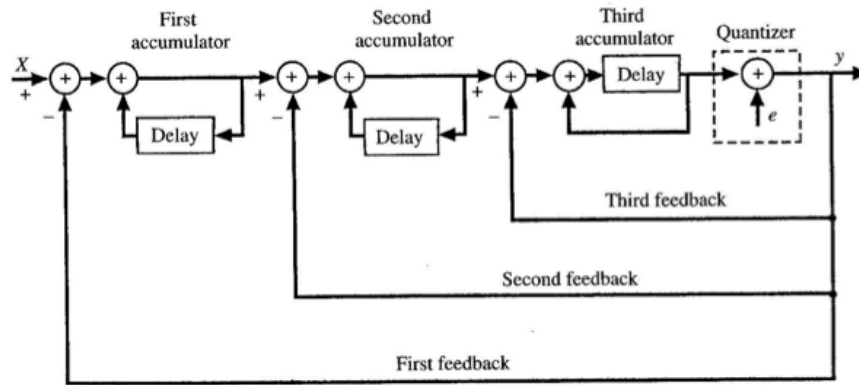 First
accumulator
Second
accumulator
Third
accumulator
Quantizer
X
y
+
+
+
+
+
+
+
Delay
+
+
+
−
−
−
Delay
Delay
e
Third feedback
Second feedback
First feedback